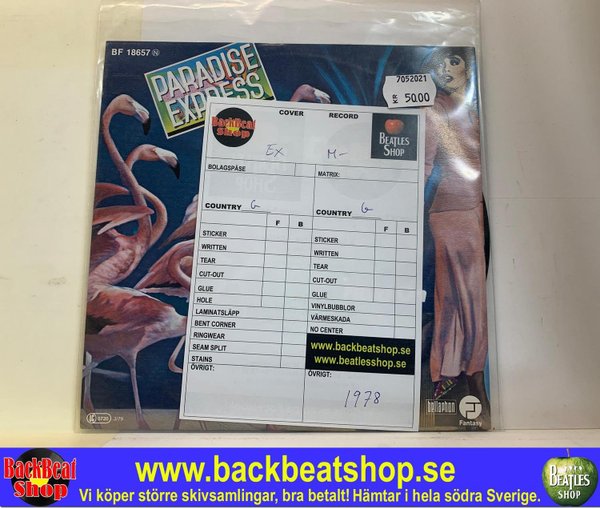 BF 18657 N
PARADISE
EXPRESS
7052021
KR 50.00
COVER RECORD
BackBeat
Shop
BEATLES
SHOP
EX M-
BOLAGSPÅSE
MATRIX:
COUNTRY G
COUNTRY G
F B
F B
STICKER
WRITTEN
TEAR
CUT-OUT
GLUE
HOLE
LAMINATSLÄPP
BENT CORNER
RINGWEAR
SEAM SPLIT
STAINS
ÖVRIGT:
STICKER
WRITTEN
TEAR
CUT-OUT
GLUE
VINYLBUBBLOR
VÄRMESKADA
NO CENTER
www.backbeatshop.se
www.beatlesshop.se
ÖVRIGT:
1978
0720 J/79
bellaphon
Fantasy
BackBeat
Shop
www.backbeatshop.se
Vi köper större skivsamlingar, bra betalt! Hämtar i hela södra Sverige.
BEATLES
SHOP